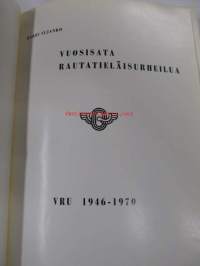 VUOSISATA
RAUTATIELÄISURHEILUA
VRU 1946-1970